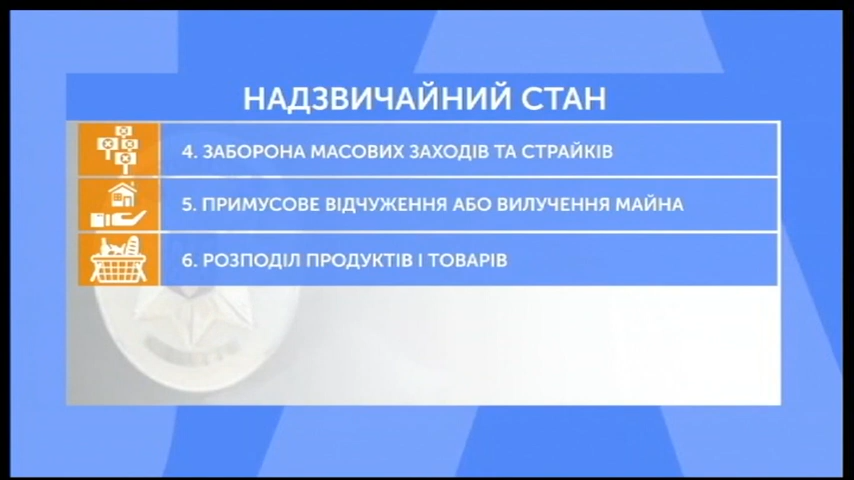 НАДЗВИЧАЙНИЙ СТАН
4. ЗАБОРОНА МАСОВИХ ЗАХОДІВ ТА СТРАЙКІВ
5. ПРИМУСОВЕ ВІДЧУЖЕННЯ АБО ВИЛУЧЕННЯ МАЙНА
6. РОЗПОДІЛ ПРОДУКТІВ І ТОВАРІВ